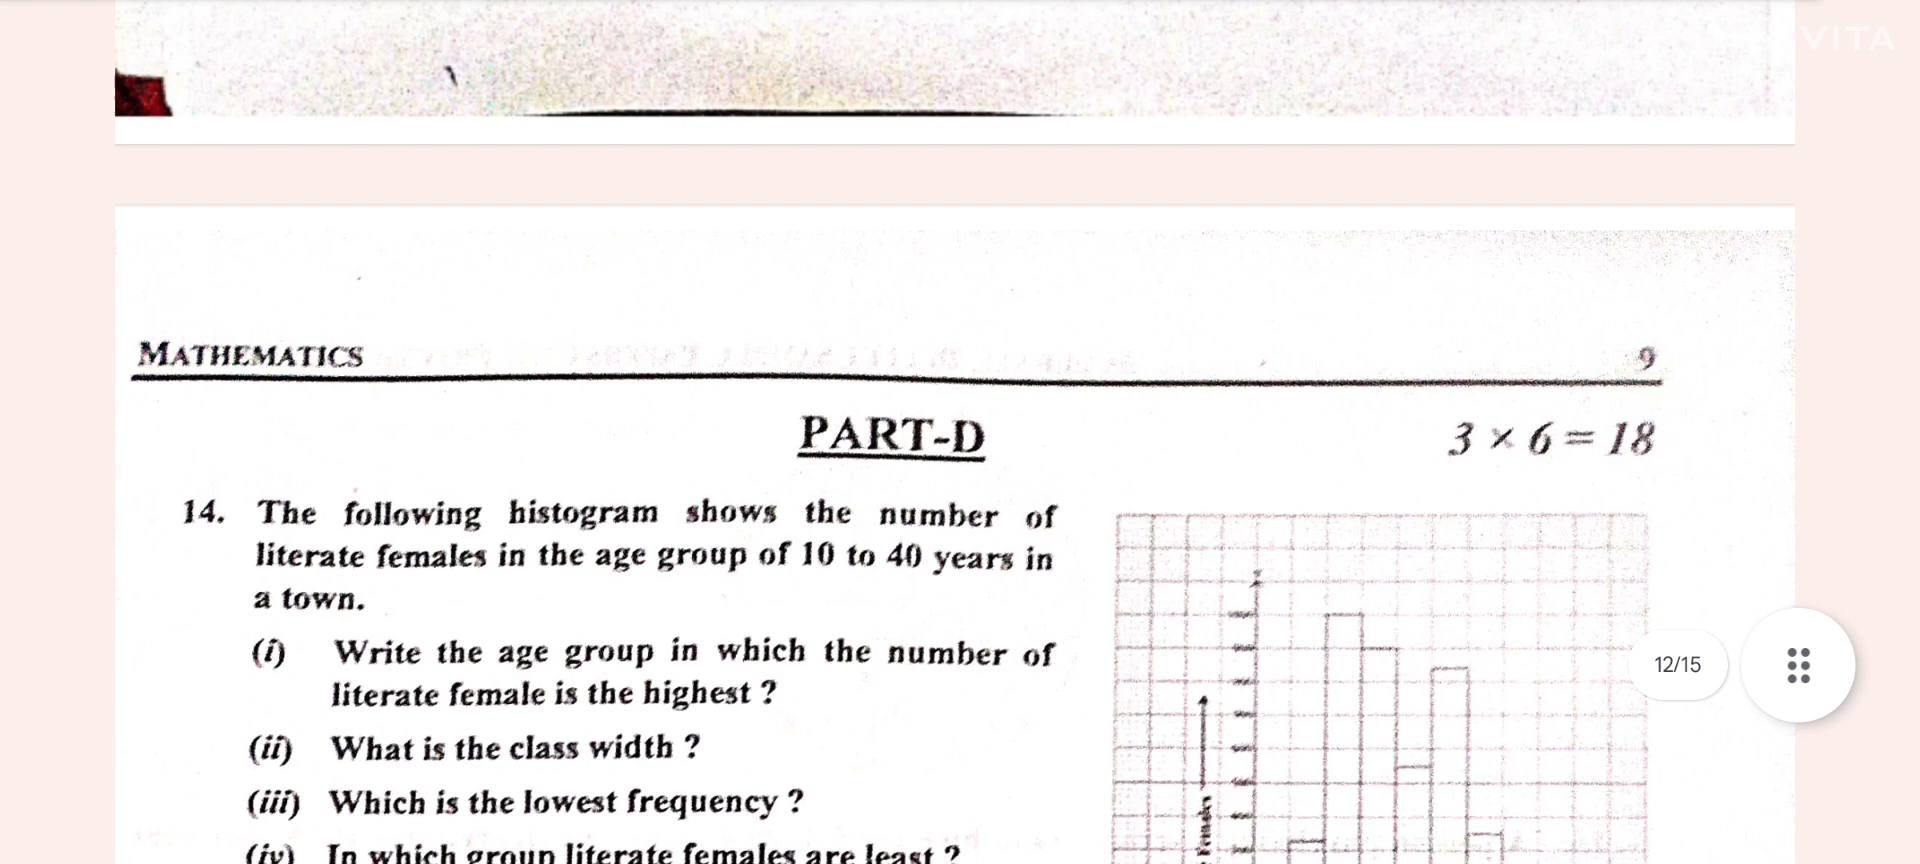 VITA
MATHEMATICS
9
PART-D
3 × 6 = 18
14. The following histogram shows the number of
literate females in the age group of 10 to 40 years in
a town.
(i) Write the age group in which the number of
literate female is the highest ?
(ii) What is the class width ?
(iii) Which is the lowest frequency ?
(iv) In which group literate females are least ?
Females
12/15